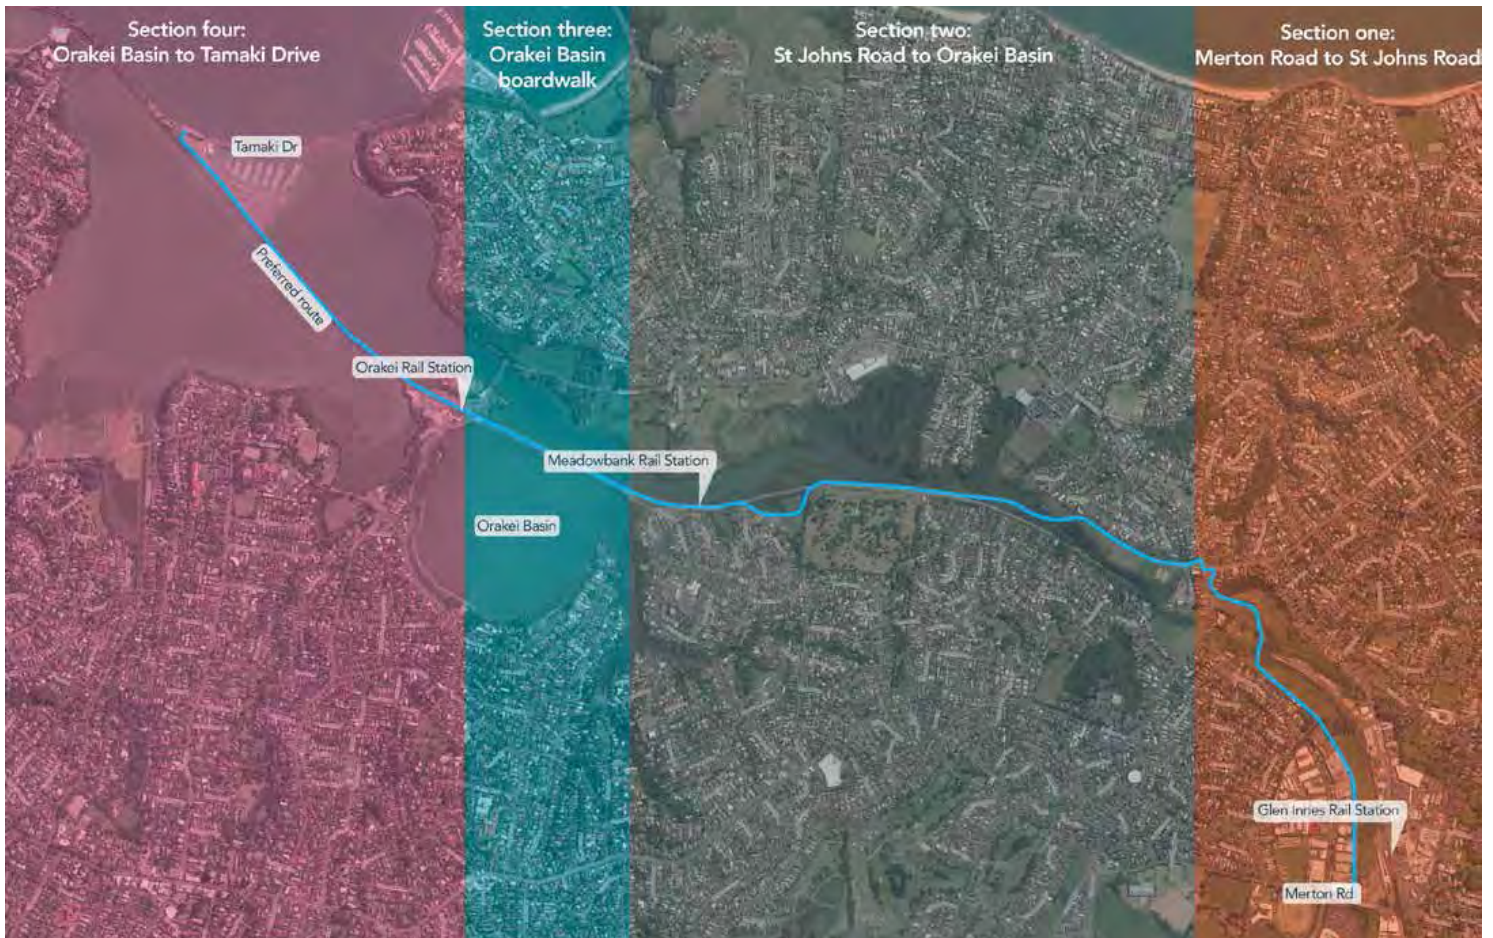 Section four:
Orakei Basin to Tamaki Drive
Section three:
Orakei Basin
boardwalk
Section two:
St Johns Road to Orakei Basin
Section one:
Merton Road to St Johns Road
Tamaki Dr
Preferred route
Orakei Rail Station
Meadowbank Rail Station
Orakei Basin
Glen Innes Rail Station
Merton Rd